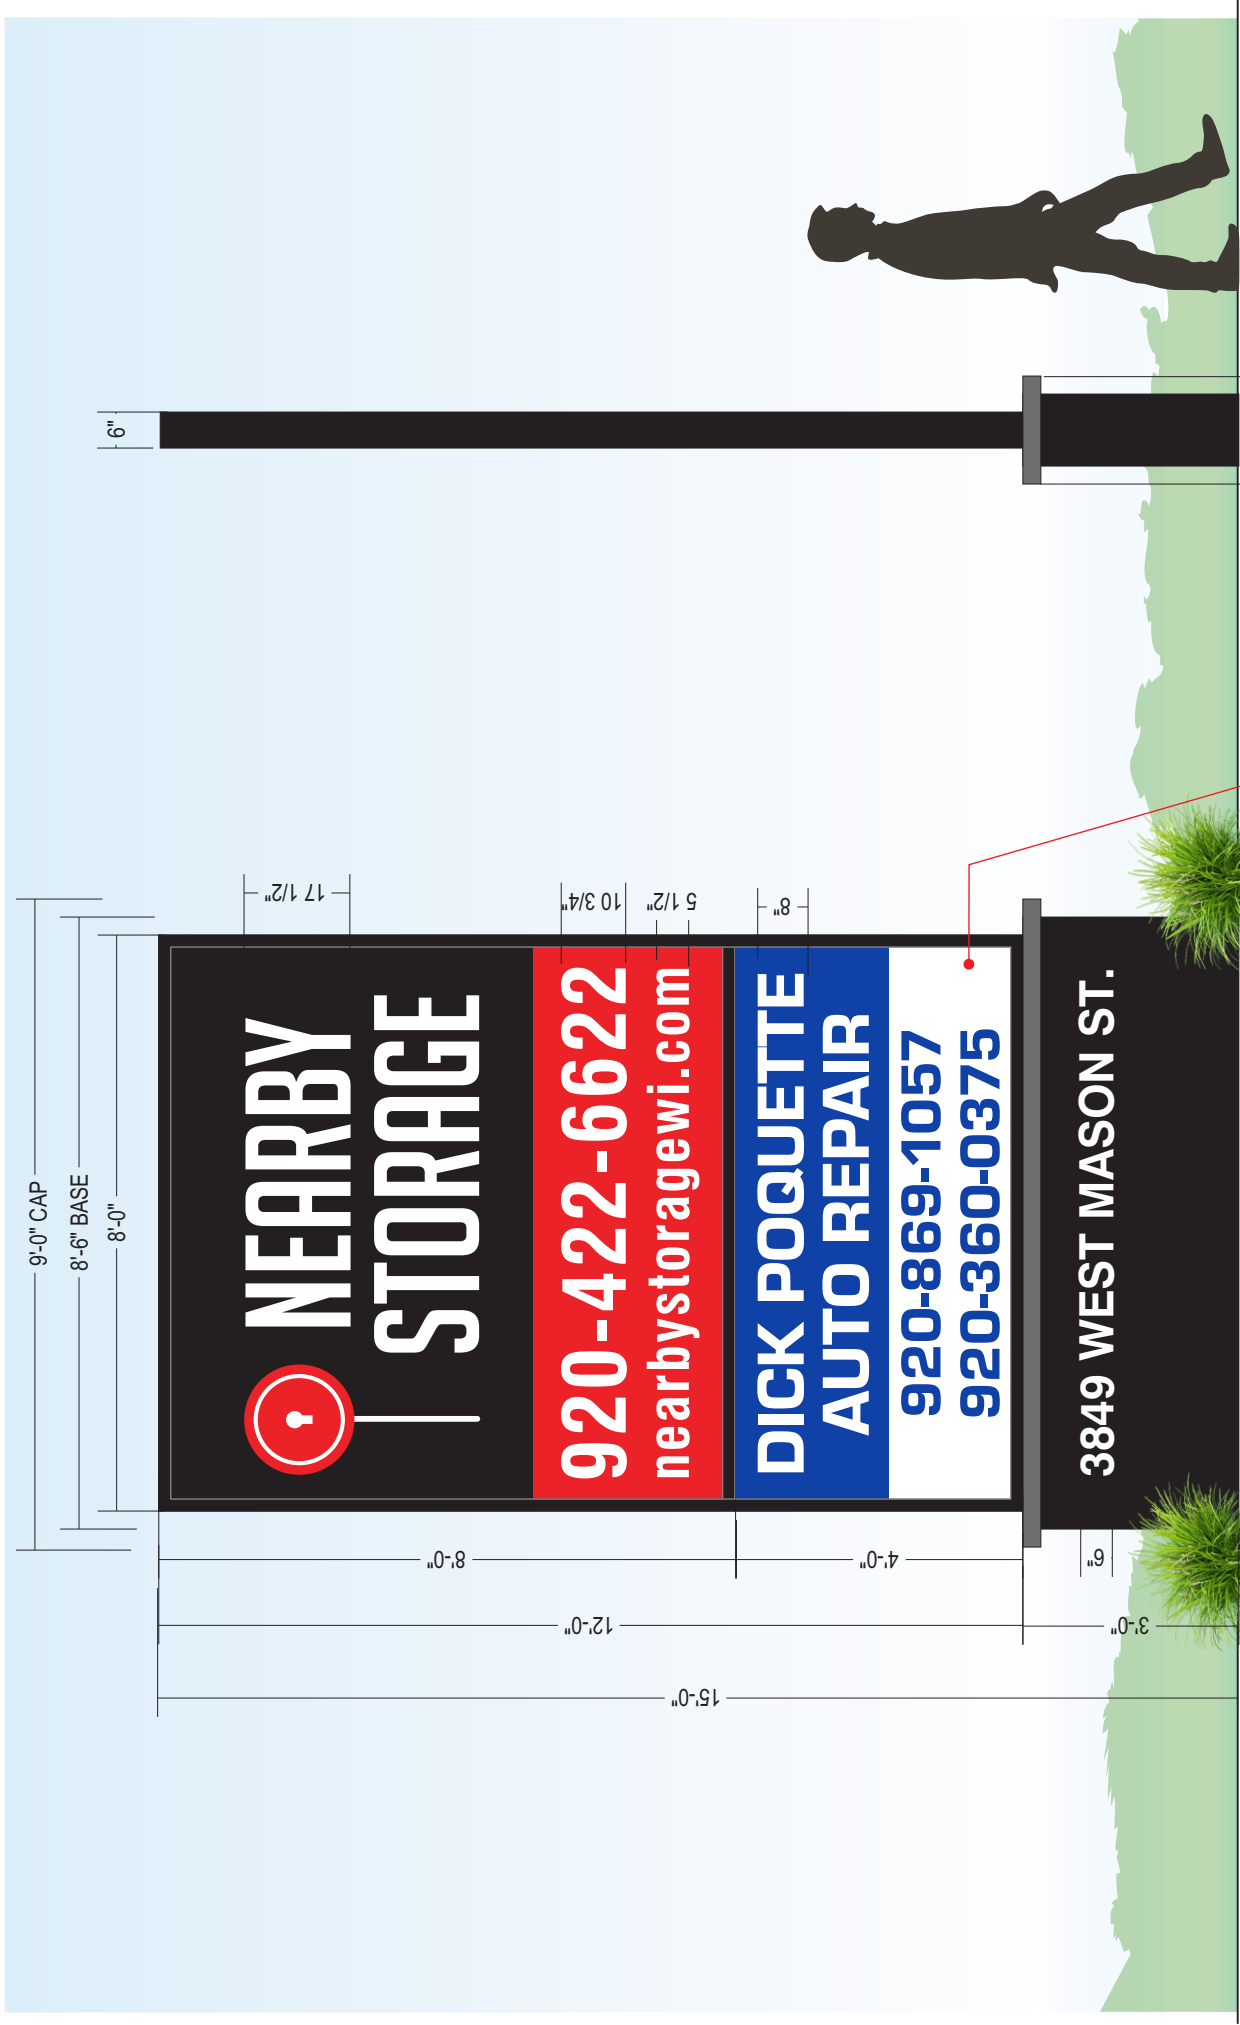 9'-0" CAP
8'-6" BASE
8'-0"
6"
NEARBY
STORAGE
17 1/2"
920-422-6622
10 3/4"
nearbystoragewi.com
5 1/2"
DICK POQUETTE
8"
AUTO REPAIR
920-869-1057
920-360-0375
3849 WEST MASON ST.
6"
8'-0"
4'-0"
12'-0"
3'-0"
15'-0"